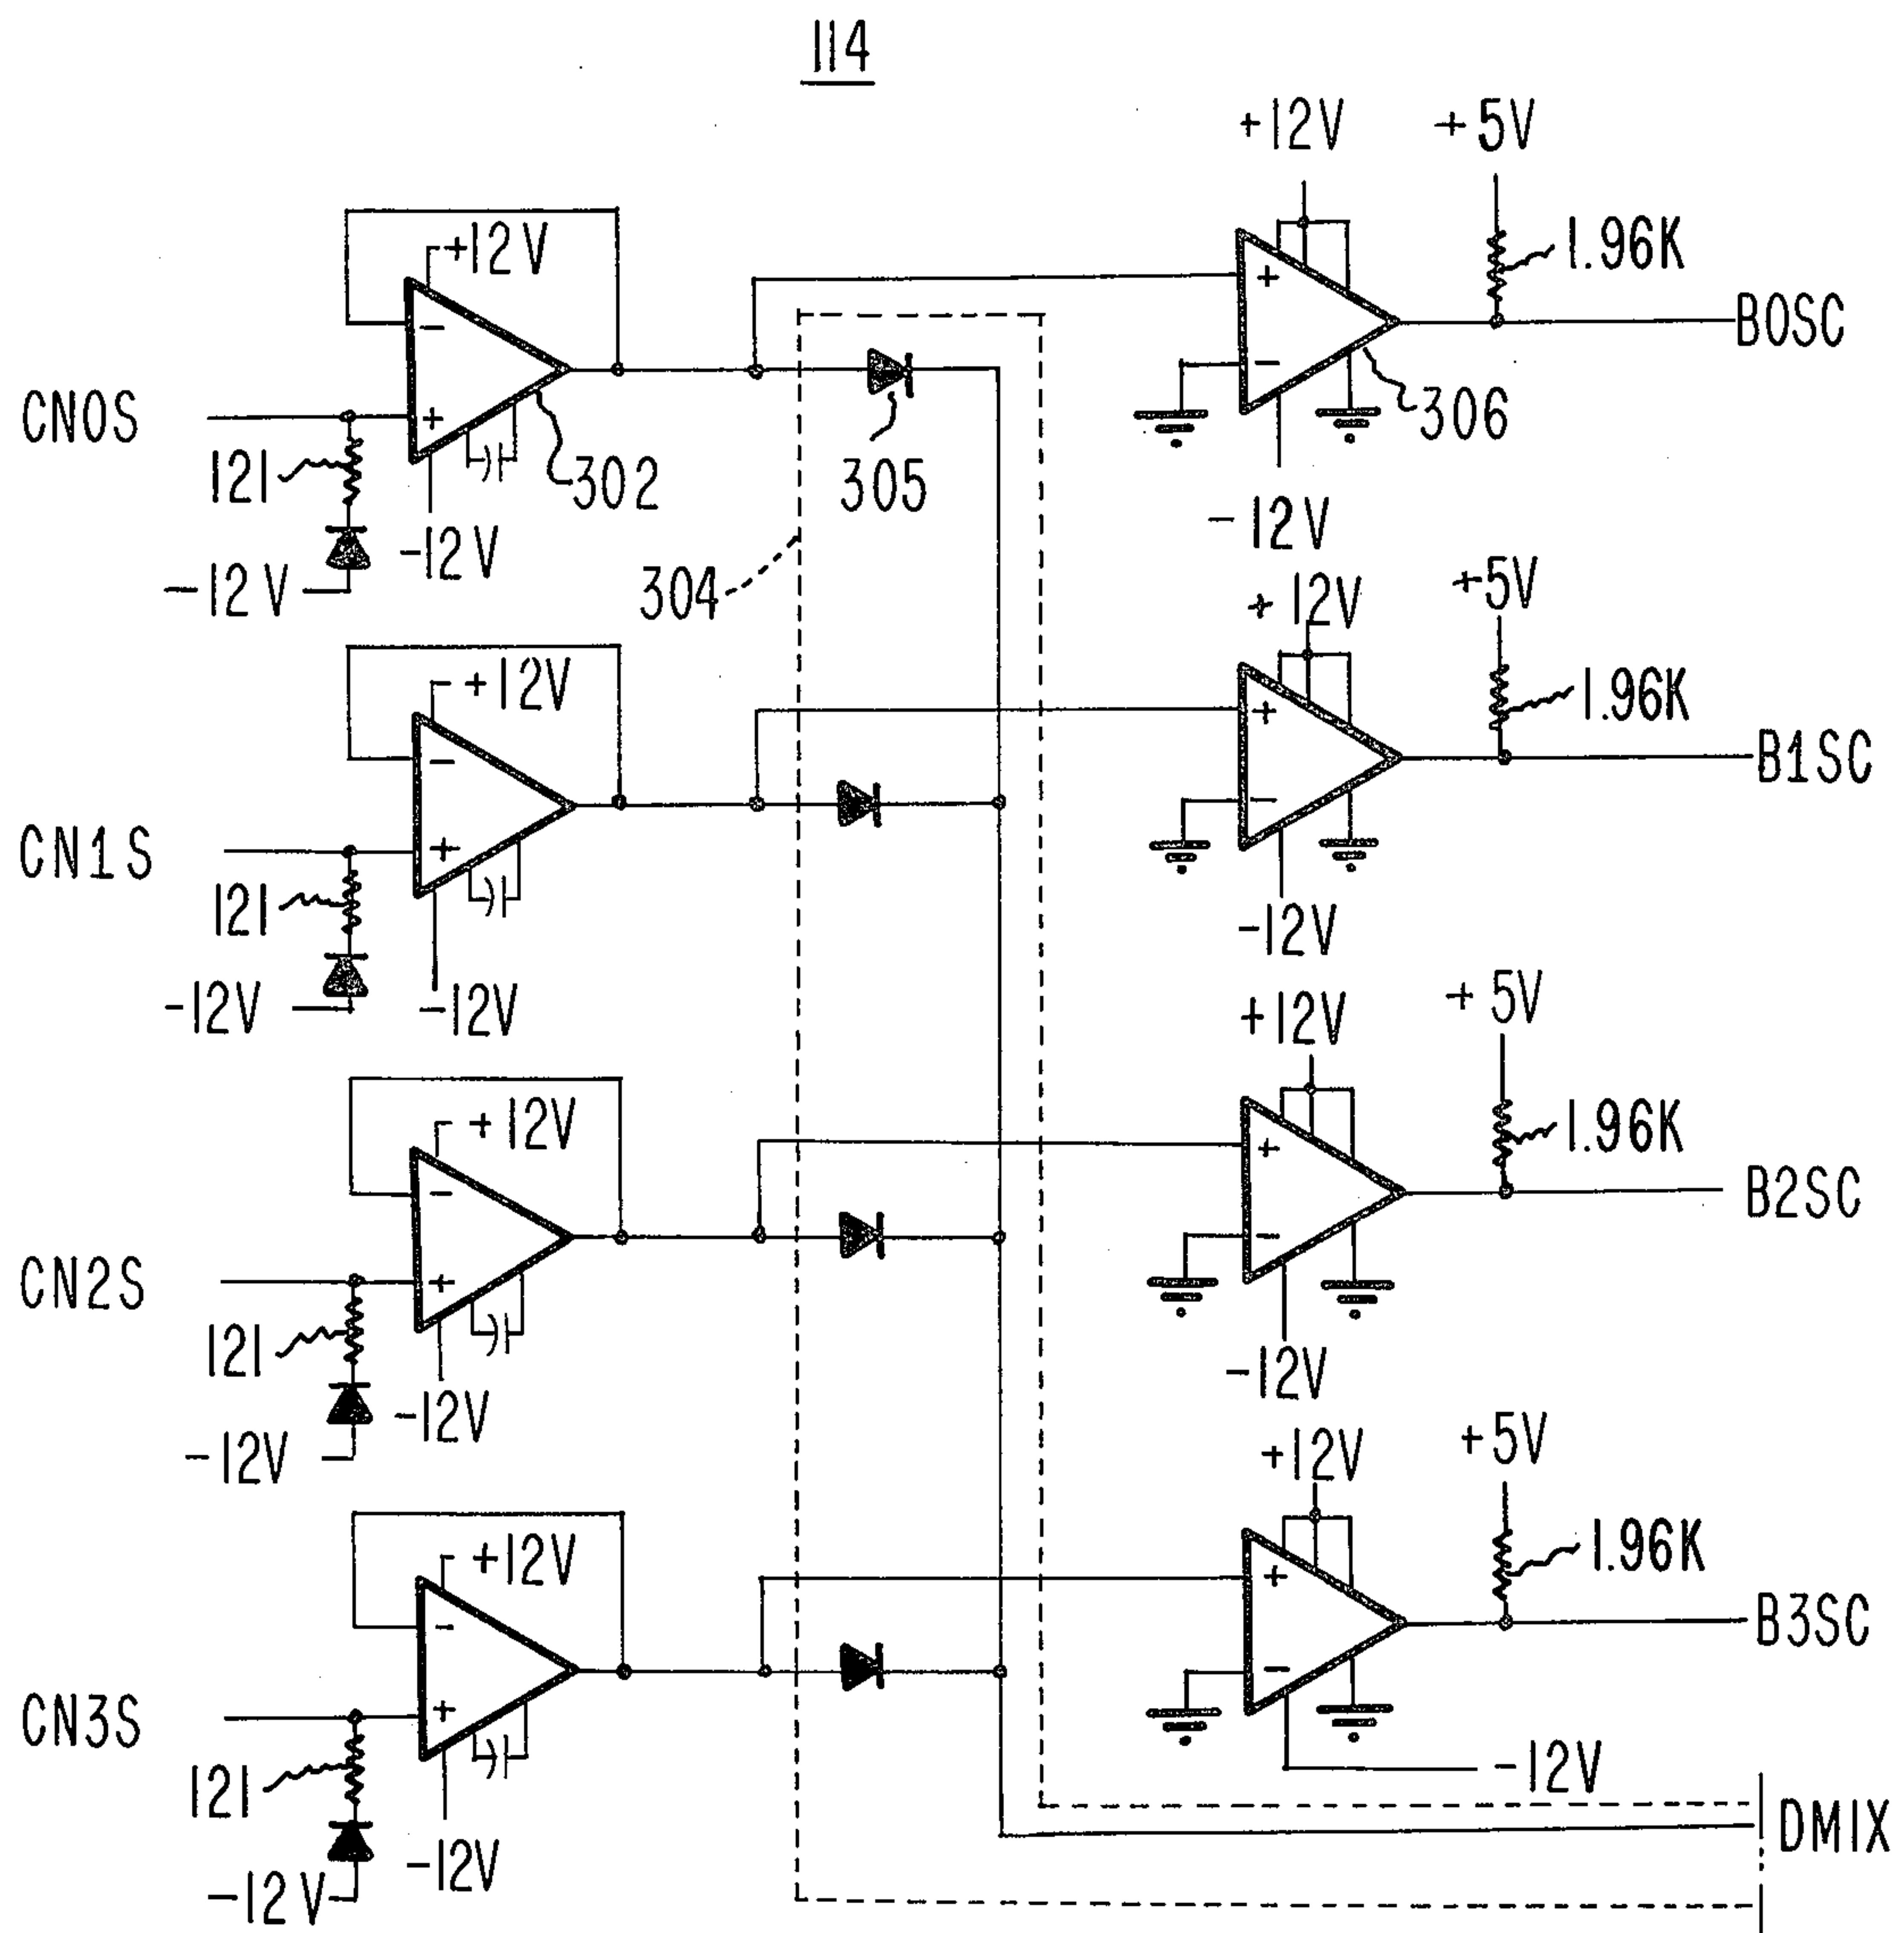 114
+12V +5V
+12V
1.96K
+
B0SC
-
-
CN0S
+
306
121
302
305
-12V
-12V
-12V
304
+5V
+12V
+12V
1.96K
+
B1SC
-
-
CN1S
+
121
-12V
-12V
-12V
+5V
+12V
+12V
1.96K
+
B2SC
-
-
CN2S
+
121
-12V
-12V
-12V
+5V
+12V
+12V
1.96K
+
B3SC
-
-
CN3S
+
-12V
121
DMIX
-12V
-12V